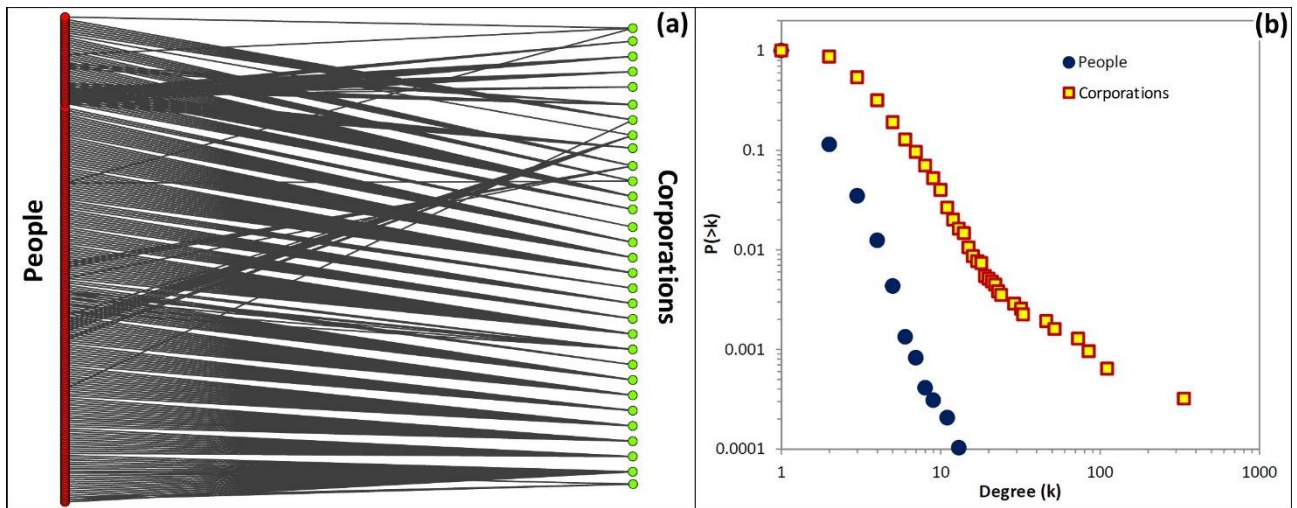 (a)
People
Corporations
(b)
1
0.1
0.01
0.001
0.0001
P(>k)
People
Corporations
1
10
100
1000
Degree (k)